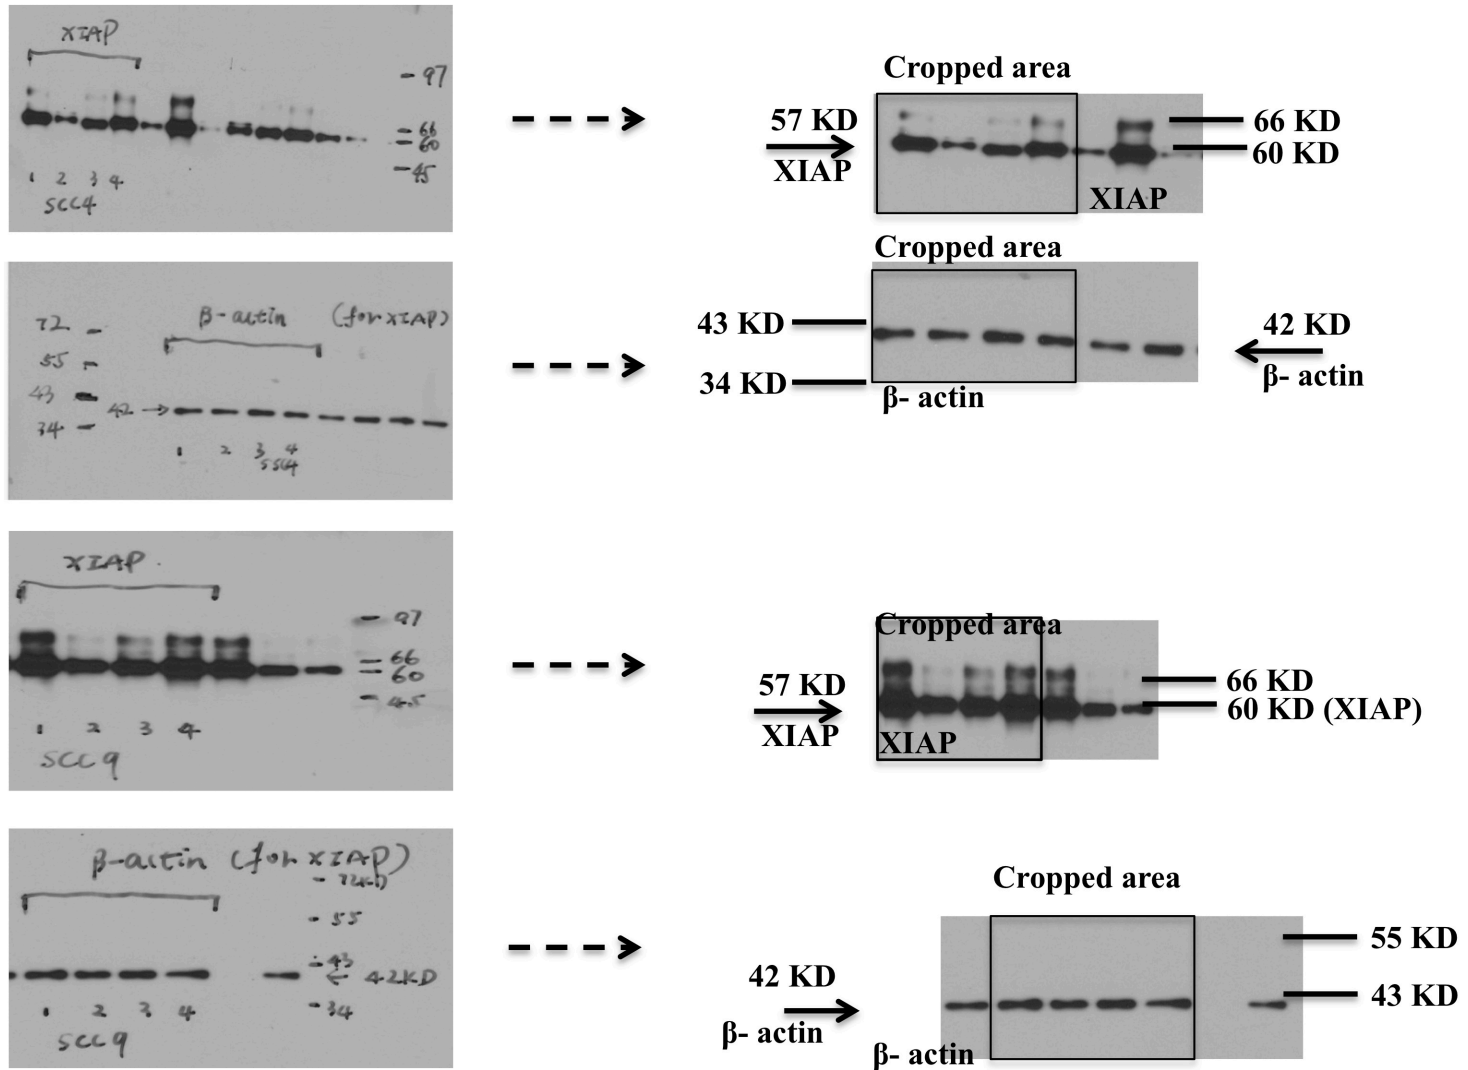 XIAP
- 97
- 66
- 60
- 45
1 2 3 4
SCC4
Cropped area
57 KD
XIAP
66 KD
60 KD
XIAP
β-actin (for XIAP)
72 -
55 -
43 -
42 →
34 -
1 2 3 4
Cropped area
43 KD
34 KD
42 KD
β- actin
β- actin
XIAP
- 97
- 66
- 60
- 45
1 2 3 4
SCC9
Cropped area
57 KD
XIAP
66 KD
60 KD (XIAP)
XIAP
β-actin (for XIAP)
- 72KD
- 55
- 43
← 42KD
- 34
1 2 3 4
SCC9
Cropped area
55 KD
42 KD
43 KD
β- actin
β- actin